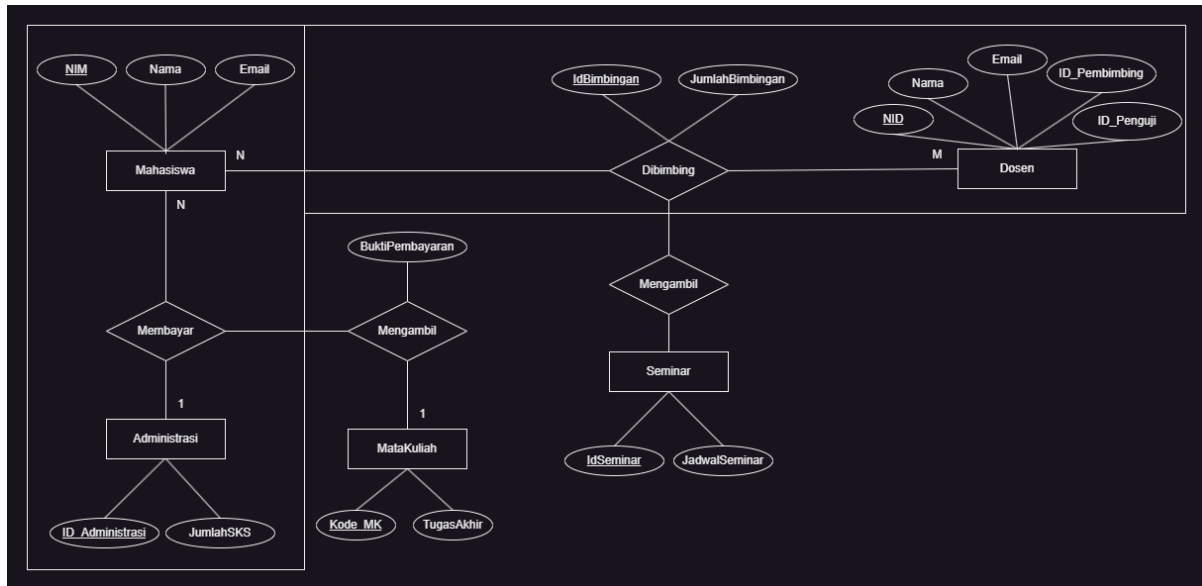 NIM
Nama
Email
IdBimbingan
JumlahBimbingan
Nama
Email
ID_Pembimbing
NID
ID_Penguji
Mahasiswa
N
Dibimbing
M
Dosen
N
BuktiPembayaran
Mengambil
Membayar
Mengambil
Seminar
1
1
Administrasi
MataKuliah
IdSeminar
JadwalSeminar
ID_Administrasi
JumlahSKS
Kode_MK
TugasAkhir